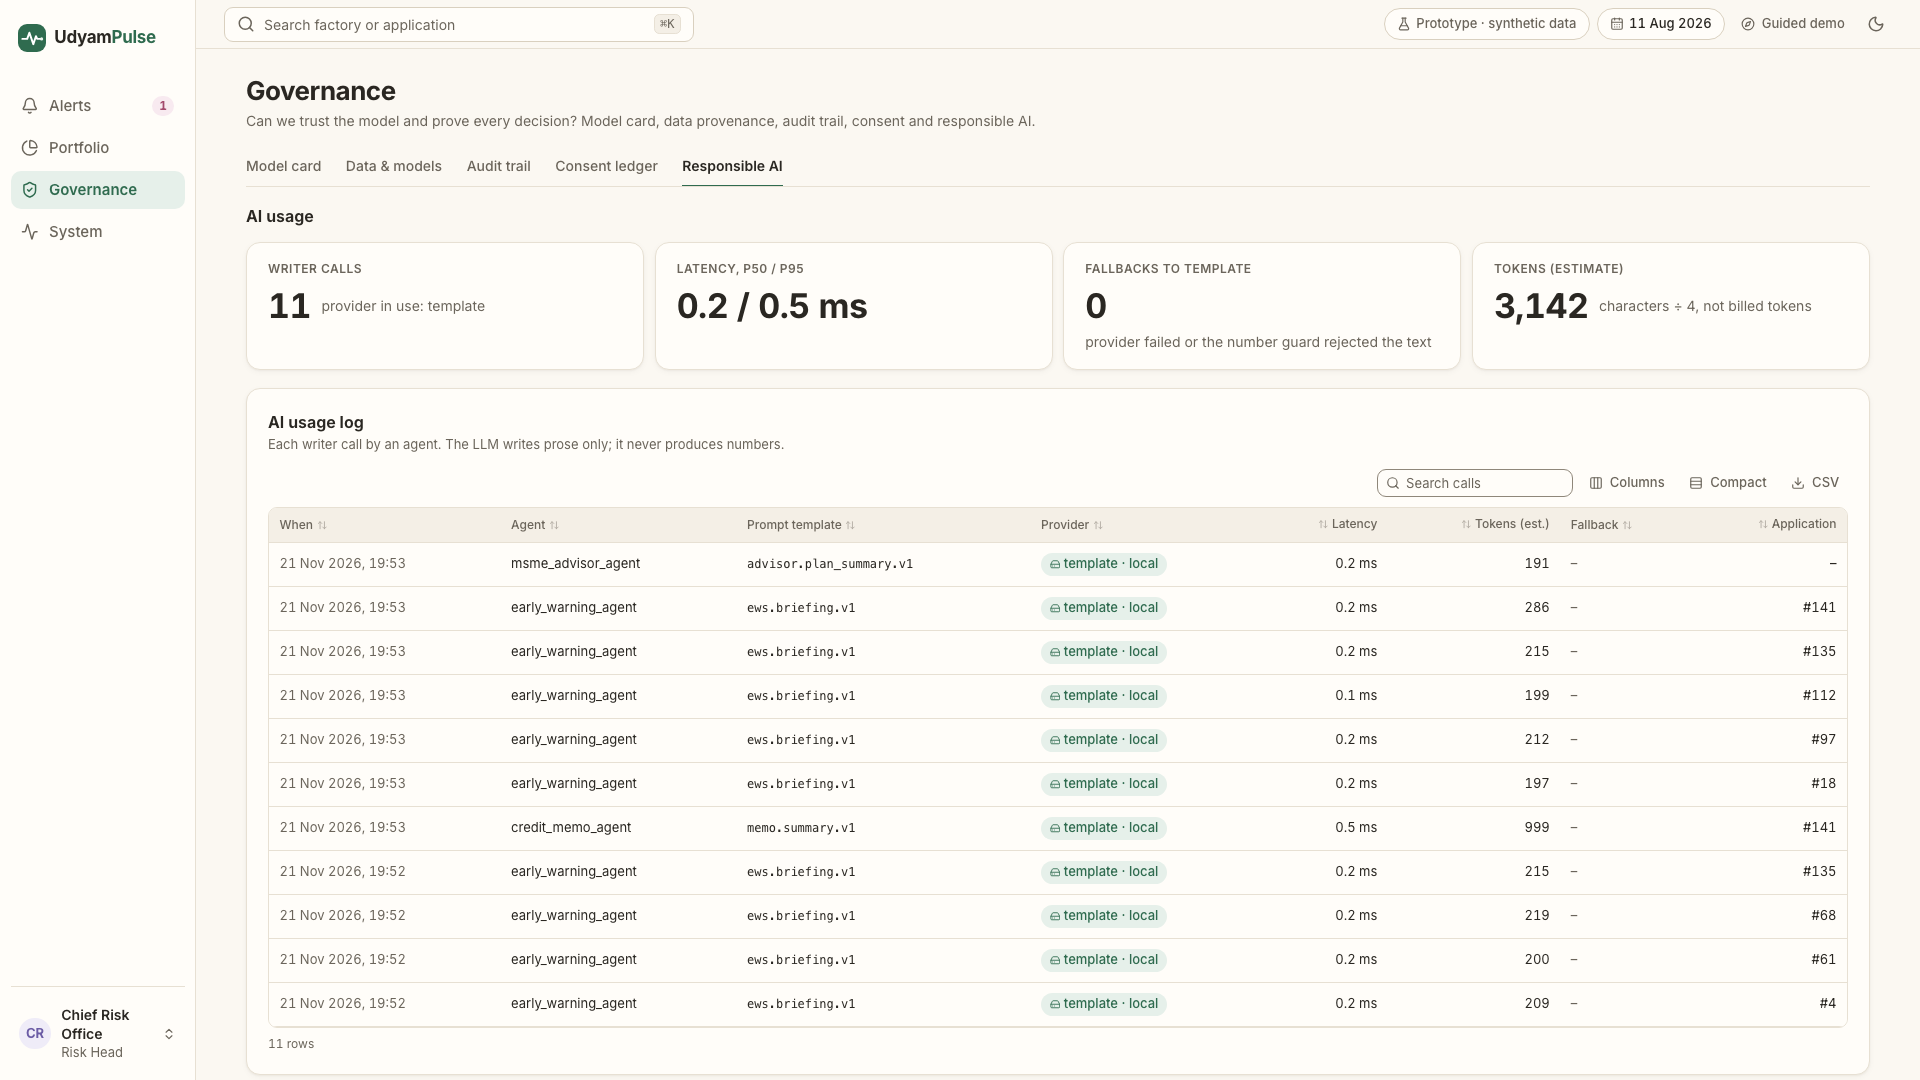 UdyamPulse
Search factory or application
⌘K
Prototype · synthetic data
11 Aug 2026
Guided demo
Alerts
1
Portfolio
Governance
System
Governance
Can we trust the model and prove every decision? Model card, data provenance, audit trail, consent and responsible AI.
Model card
Data & models
Audit trail
Consent ledger
Responsible AI
AI usage
WRITER CALLS
11 provider in use: template
LATENCY, P50 / P95
0.2 / 0.5 ms
FALLBACKS TO TEMPLATE
0
provider failed or the number guard rejected the text
TOKENS (ESTIMATE)
3,142 characters ÷ 4, not billed tokens
AI usage log
Each writer call by an agent. The LLM writes prose only; it never produces numbers.
Search calls
Columns
Compact
CSV
When Agent Prompt template Provider Latency Tokens (est.) Fallback Application
21 Nov 2026, 19:53 msme_advisor_agent advisor.plan_summary.v1 template · local 0.2 ms 191 – –
21 Nov 2026, 19:53 early_warning_agent ews.briefing.v1 template · local 0.2 ms 286 – #141
21 Nov 2026, 19:53 early_warning_agent ews.briefing.v1 template · local 0.2 ms 215 – #135
21 Nov 2026, 19:53 early_warning_agent ews.briefing.v1 template · local 0.1 ms 199 – #112
21 Nov 2026, 19:53 early_warning_agent ews.briefing.v1 template · local 0.2 ms 212 – #97
21 Nov 2026, 19:53 early_warning_agent ews.briefing.v1 template · local 0.2 ms 197 – #18
21 Nov 2026, 19:53 credit_memo_agent memo.summary.v1 template · local 0.5 ms 999 – #141
21 Nov 2026, 19:52 early_warning_agent ews.briefing.v1 template · local 0.2 ms 215 – #135
21 Nov 2026, 19:52 early_warning_agent ews.briefing.v1 template · local 0.2 ms 219 – #68
21 Nov 2026, 19:52 early_warning_agent ews.briefing.v1 template · local 0.2 ms 200 – #61
21 Nov 2026, 19:52 early_warning_agent ews.briefing.v1 template · local 0.2 ms 209 – #4
11 rows
CR
Chief Risk
Office
Risk Head